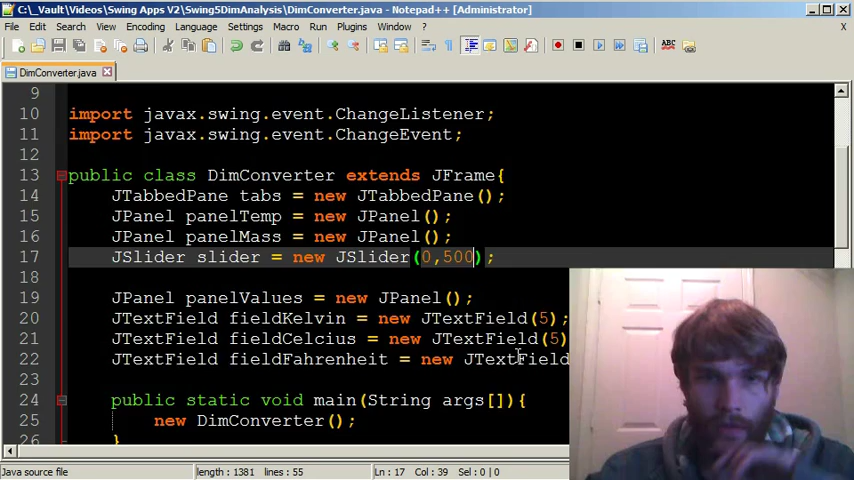 C:\_Vault\Videos\Swing Apps V2\Swing5DimAnalysis\DimConverter.java - Notepad++ [Administrator]
File Edit Search View Encoding Language Settings Macro Run Plugins Window ? X
DimConverter.java
9
10 import javax.swing.event.ChangeListener;
11 import javax.swing.event.ChangeEvent;
12
13 public class DimConverter extends JFrame{
14 JTabbedPane tabs = new JTabbedPane();
15 JPanel panelTemp = new JPanel();
16 JPanel panelMass = new JPanel();
17 JSlider slider = new JSlider(0,500);
18
19 JPanel panelValues = new JPanel();
20 JTextField fieldKelvin = new JTextField(5);
21 JTextField fieldCelcius = new JTextField(5)
22 JTextField fieldFahrenheit = new JTextField
23
24 public static void main(String args[]){
25 new DimConverter();
26 }
Java source file length : 1381 lines : 55 Ln : 17 Col : 39 Sel : 0 | 0